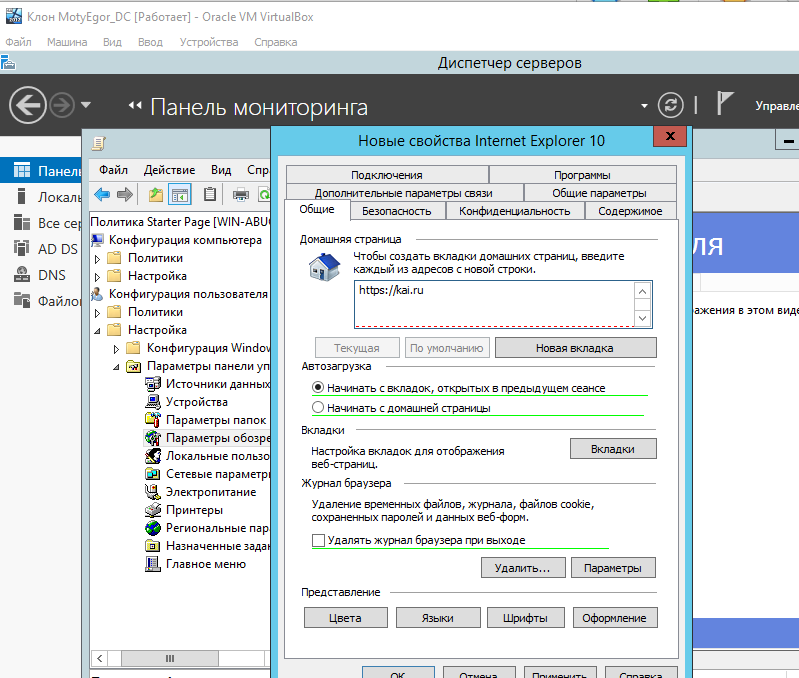 Клон MotyEgor_DC [Работает] - Oracle VM VirtualBox
Файл Машина Вид Ввод Устройства Справка
Диспетчер серверов
Панель мониторинга
Управле
Новые свойства Internet Explorer 10
Панель
Локаль
Все сер
AD DS
DNS
Файло
Файл Действие Вид Спр
Политика Starter Page [WIN-ABU
Конфигурация компьютера
Политики
Настройка
Конфигурация пользователя
Политики
Настройка
Конфигурация Window
Параметры панели уп
Источники данных
Устройства
Параметры папок
Параметры обозре
Локальные пользо
Сетевые параметры
Электропитание
Принтеры
Региональные пар
Назначенные задан
Главное меню
Подключения Программы
Дополнительные параметры связи Общие параметры
Общие Безопасность Конфиденциальность Содержимое
Домашняя страница
Чтобы создать вкладки домашних страниц, введите
каждый из адресов с новой строки.
https://kai.ru
Текущая По умолчанию Новая вкладка
Автозагрузка
Начинать с вкладок, открытых в предыдущем сеансе
Начинать с домашней страницы
Вкладки
Настройка вкладок для отображения
веб-страниц.
Вкладки
Журнал браузера
Удаление временных файлов, журнала, файлов cookie,
сохраненных паролей и данных веб-форм.
Удалять журнал браузера при выходе
Удалить... Параметры
Представление
Цвета Языки Шрифты Оформление
ОК Отмена Применить Справка
ля
ражения в этом виде